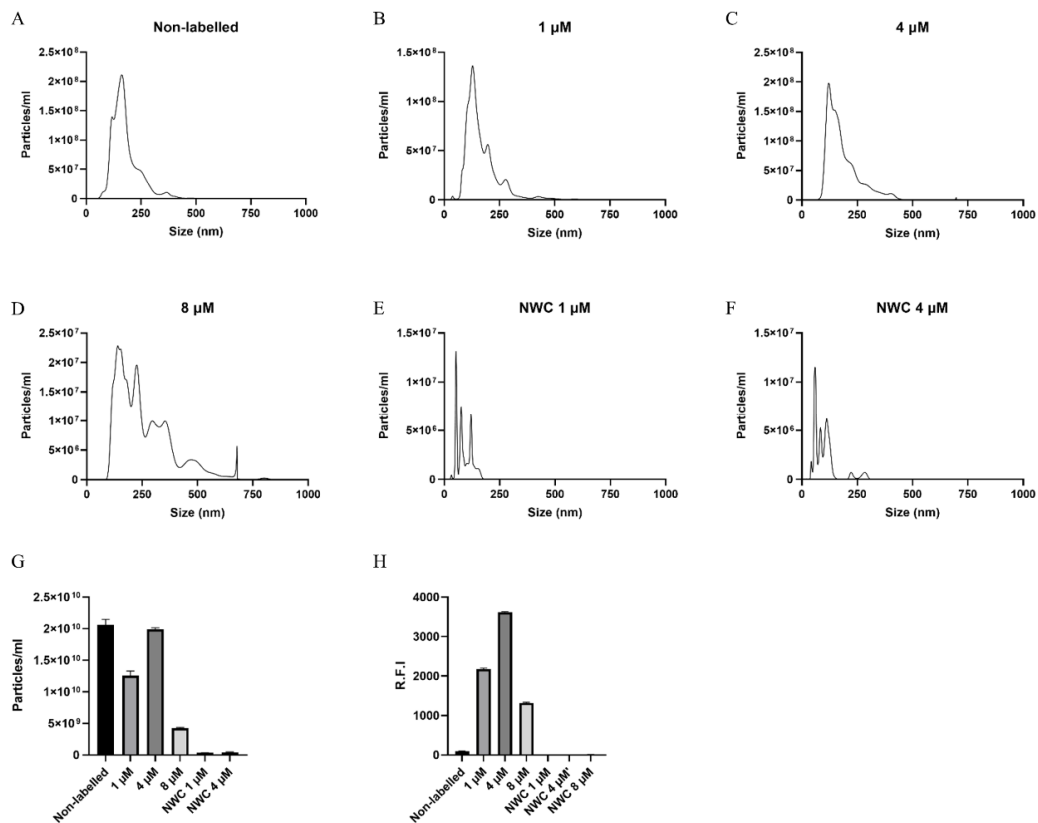 A
Non-labelled
2.5×10⁸
2×10⁸
1.5×10⁸
1×10⁸
5×10⁷
0
Particles/ml
0 250 500 750 1000
Size (nm)
B
1 μM
1.5×10⁸
1×10⁸
5×10⁷
0
Particles/ml
0 250 500 750 1000
Size (nm)
C
4 μM
2.5×10⁸
2×10⁸
1.5×10⁸
1×10⁸
5×10⁷
0
Particles/ml
0 250 500 750 1000
Size (nm)
D
8 μM
2.5×10⁷
2×10⁷
1.5×10⁷
1×10⁷
5×10⁶
0
Particles/ml
0 250 500 750 1000
Size (nm)
E
NWC 1 μM
1.5×10⁷
1×10⁷
5×10⁶
0
Particles/ml
0 250 500 750 1000
Size (nm)
F
NWC 4 μM
1.5×10⁷
1×10⁷
5×10⁶
0
Particles/ml
0 250 500 750 1000
Size (nm)
G
2.5×10¹⁰
2×10¹⁰
1.5×10¹⁰
1×10¹⁰
5×10⁹
0
Particles/ml
Non-labelled
1 μM
4 μM
8 μM
NWC 1 μM
NWC 4 μM
H
4000
3000
2000
1000
0
R.F.I
Non-labelled
1 μM
4 μM
8 μM
NWC 1 μM
NWC 4 μM'
NWC 8 μM